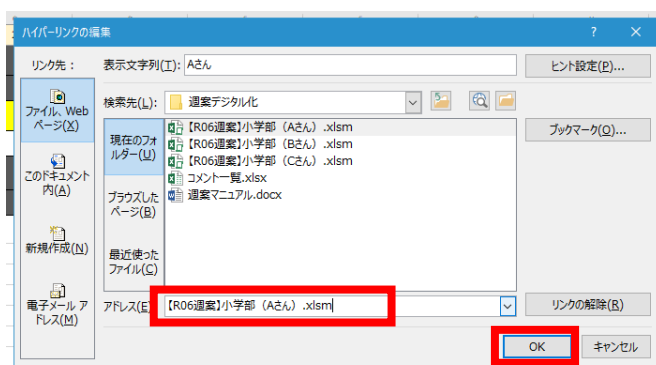 ハイパーリンクの編集
? ×
リンク先：
表示文字列(T): Aさん
ヒント設定(P)...
ファイル、Web
ページ(X)
検索先(L): 週案デジタル化
ブックマーク(O)...
現在のフォ
ルダー(U)
【R06週案】小学部（Aさん）.xlsm
【R06週案】小学部（Bさん）.xlsm
【R06週案】小学部（Cさん）.xlsm
コメント一覧.xlsx
週案マニュアル.docx
このドキュメント
内(A)
ブラウズした
ページ(B)
新規作成(N)
最近使った
ファイル(C)
電子メール ア
ドレス(M)
アドレス(E)
【R06週案】小学部（Aさん）.xlsm
リンクの解除(R)
OK
キャンセル